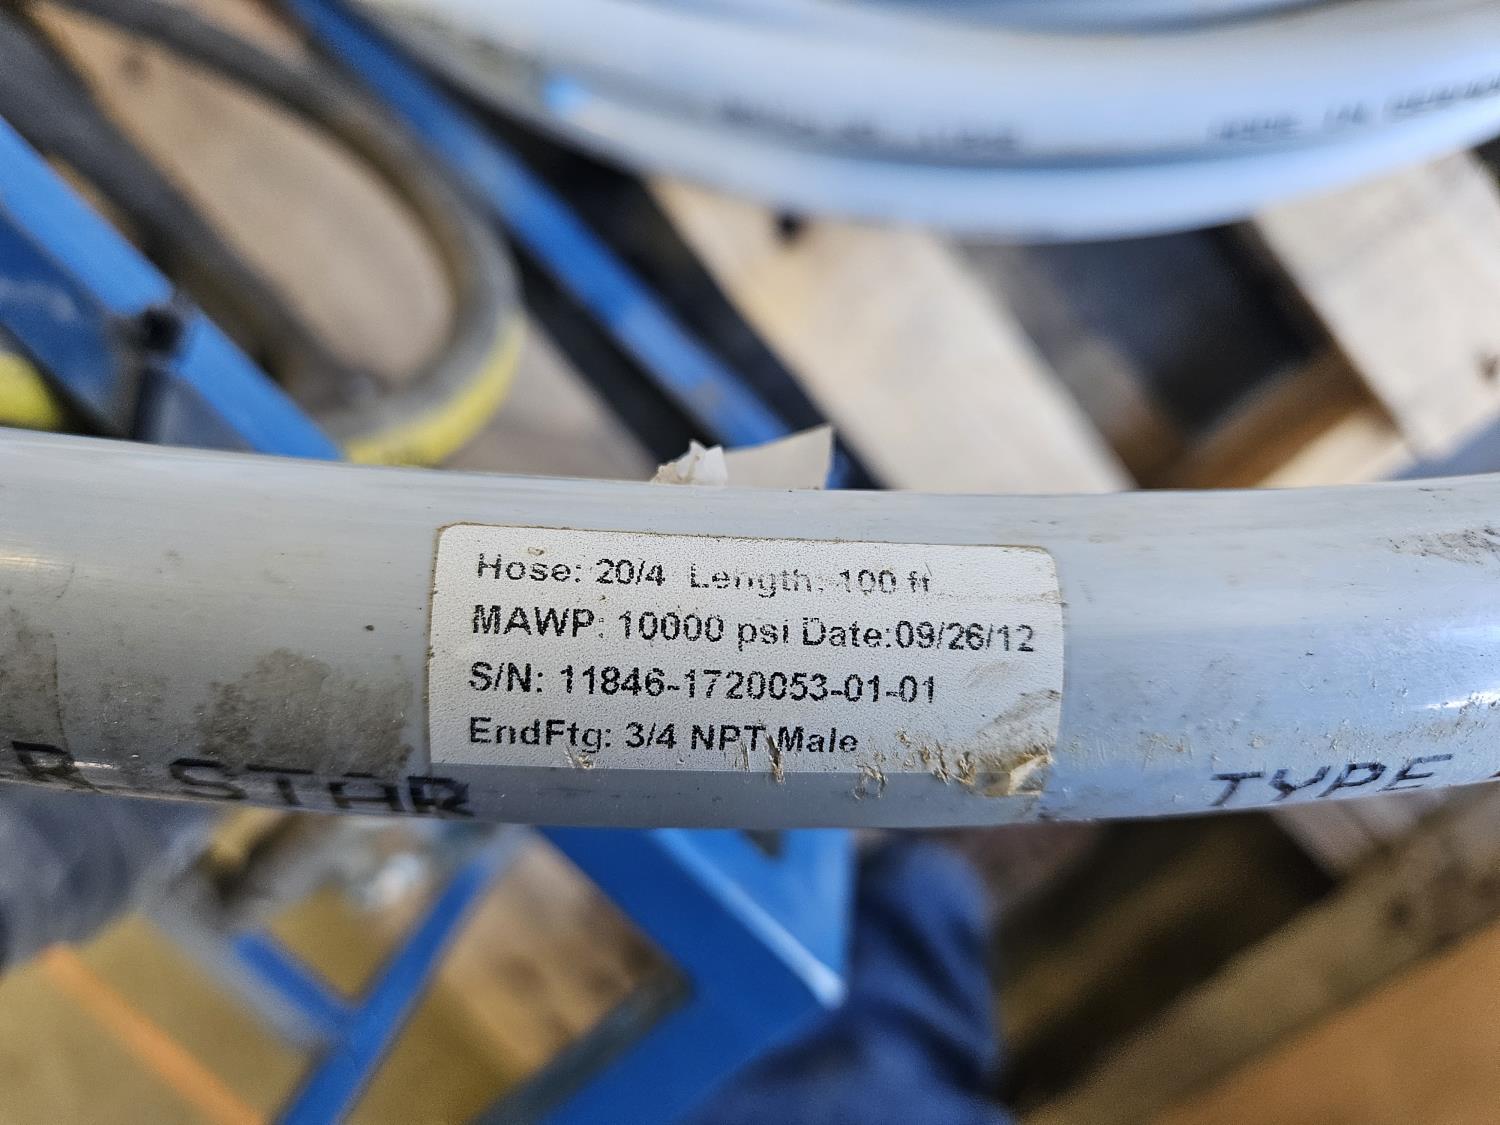 Hose: 20/4 Length: 100 ft
MAWP: 10000 psi Date:09/26/12
S/N: 11846-1720053-01-01
EndFtg: 3/4 NPT Male
R STAR
TYPE